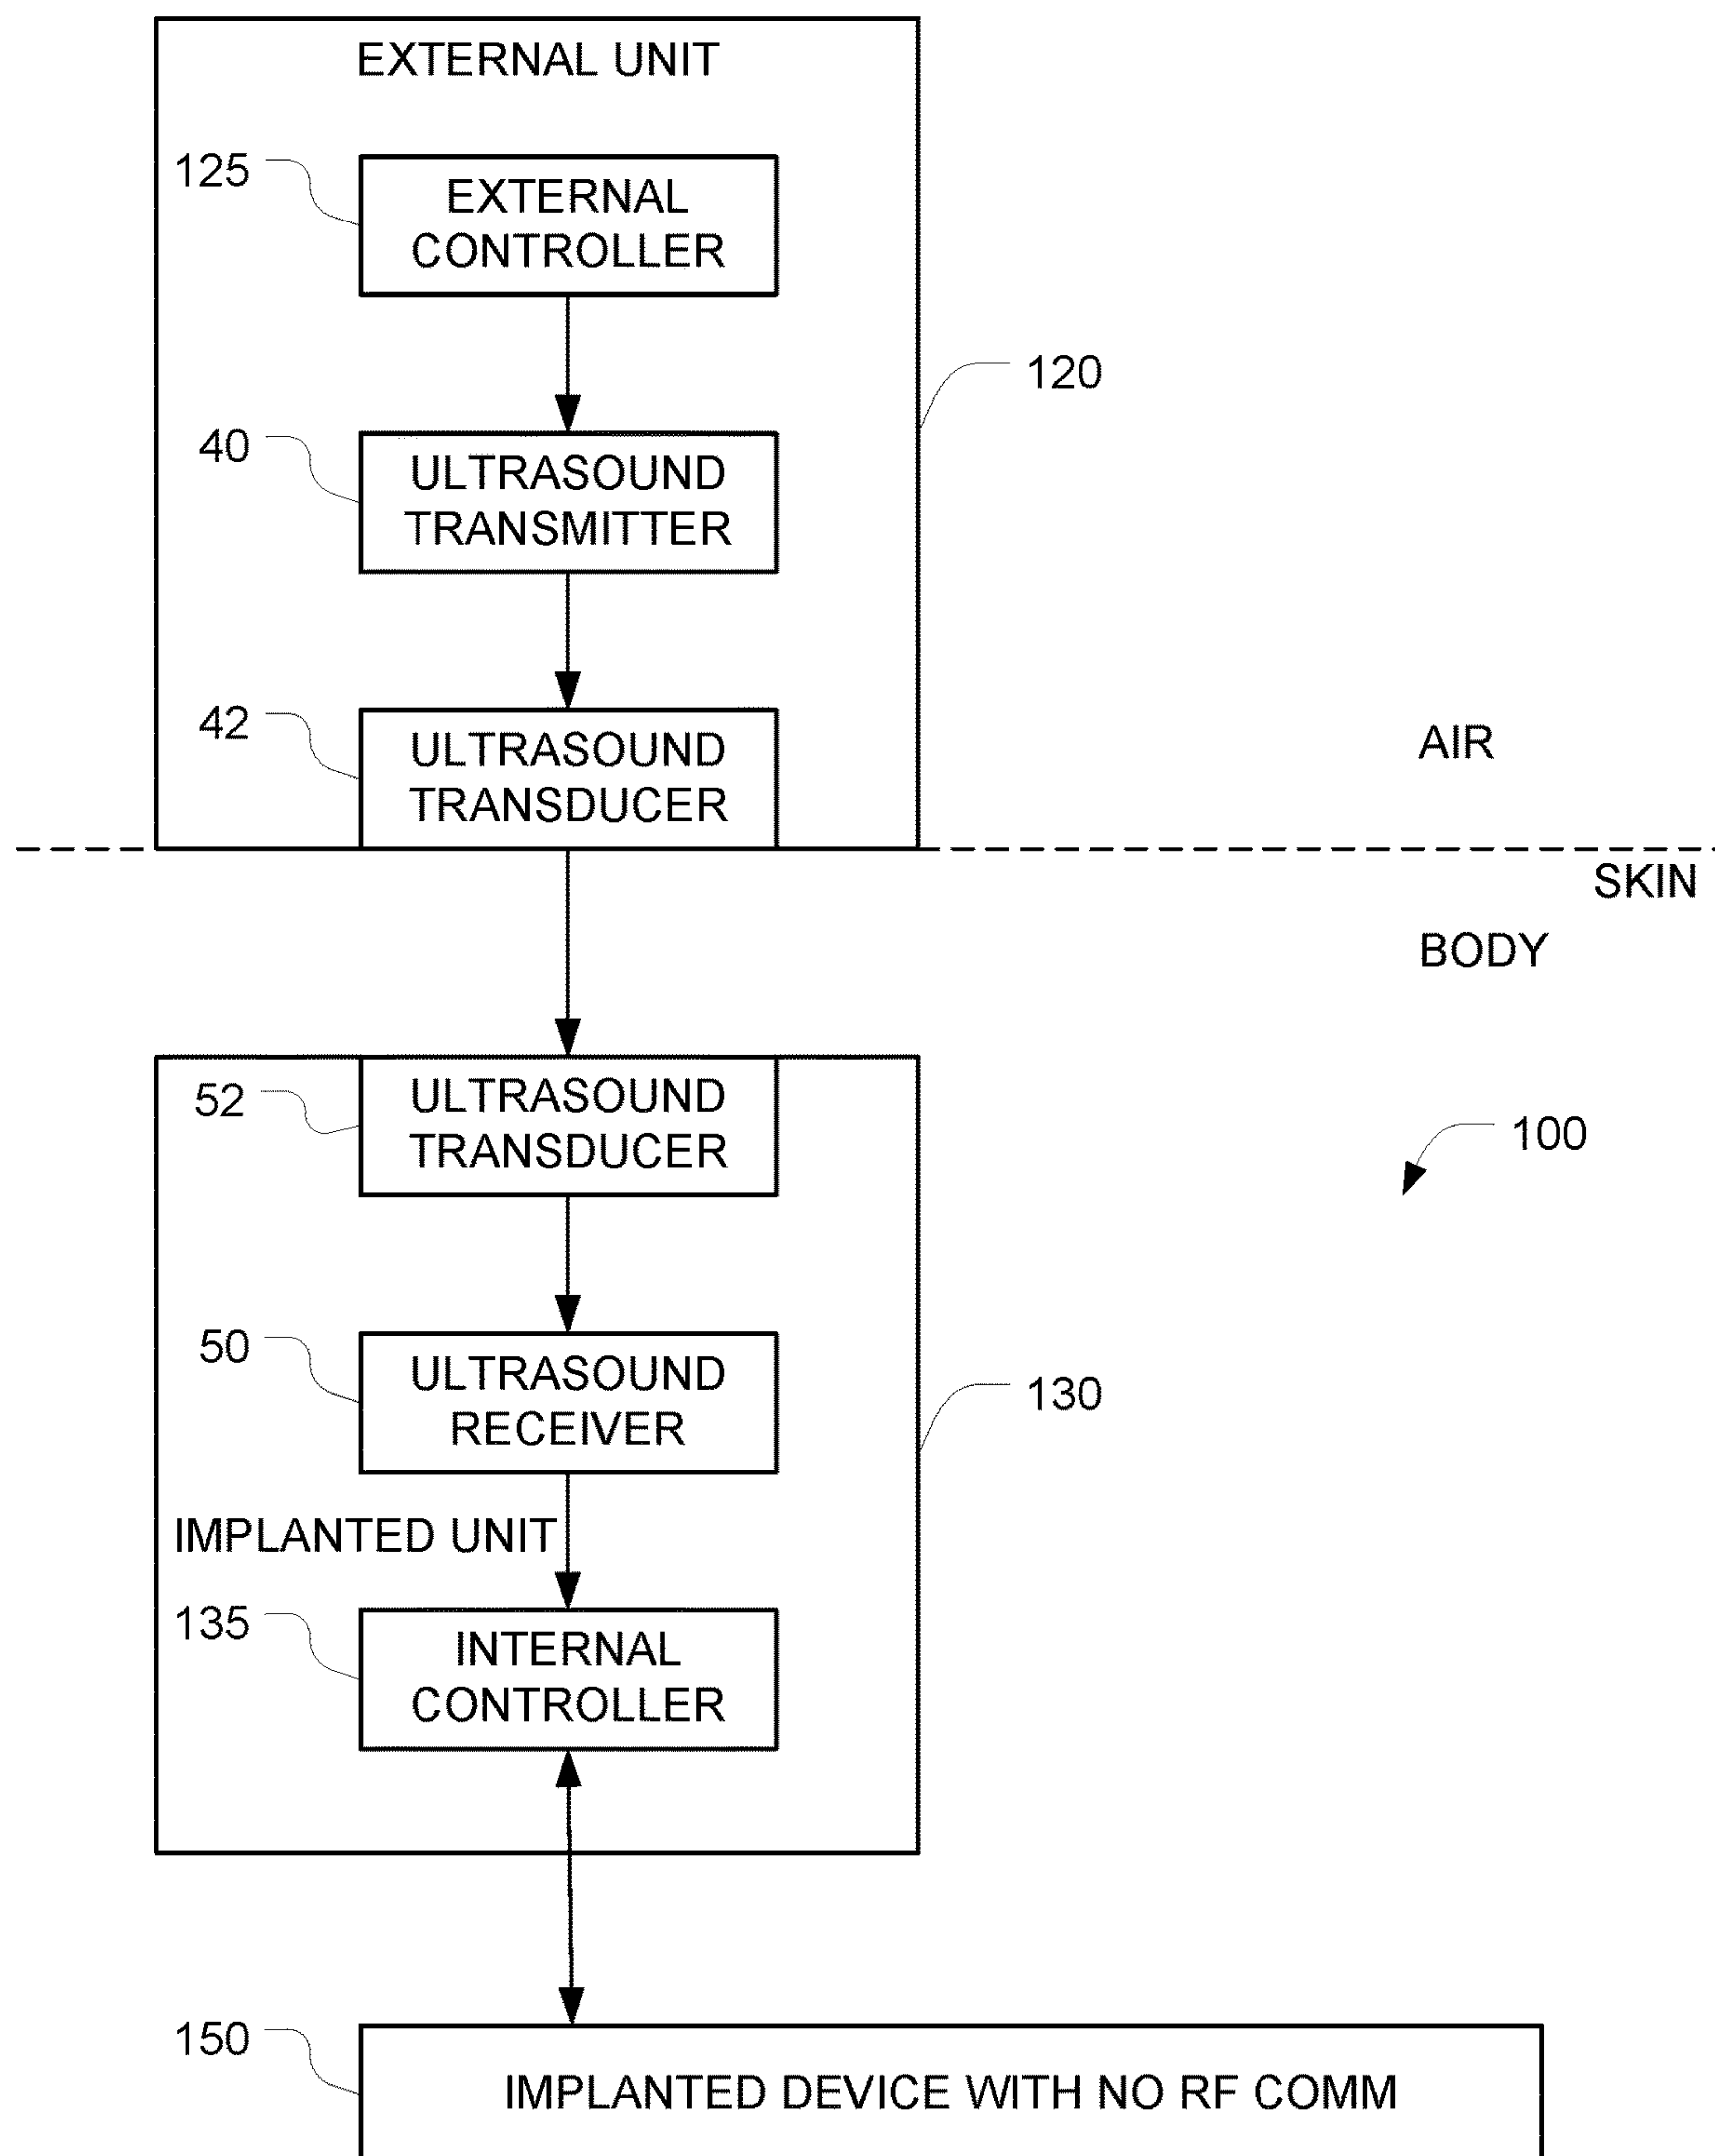 EXTERNAL UNIT
125
EXTERNAL
CONTROLLER
120
40
ULTRASOUND
TRANSMITTER
42
ULTRASOUND
TRANSDUCER
AIR
SKIN
BODY
52
ULTRASOUND
TRANSDUCER
100
50
ULTRASOUND
RECEIVER
130
IMPLANTED UNIT
135
INTERNAL
CONTROLLER
150
IMPLANTED DEVICE WITH NO RF COMM